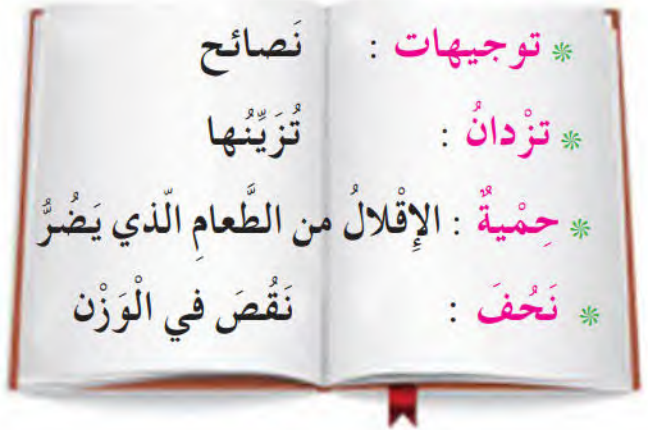 توجيهات : نَصائح
تزْدانُ : تُزَيِّنُها
حِمْيةٌ : الإِقْلالُ من الطَّعامِ الّذي يَضُرُّ
نَحُفَ : نَقُصَ في الْوَزْن